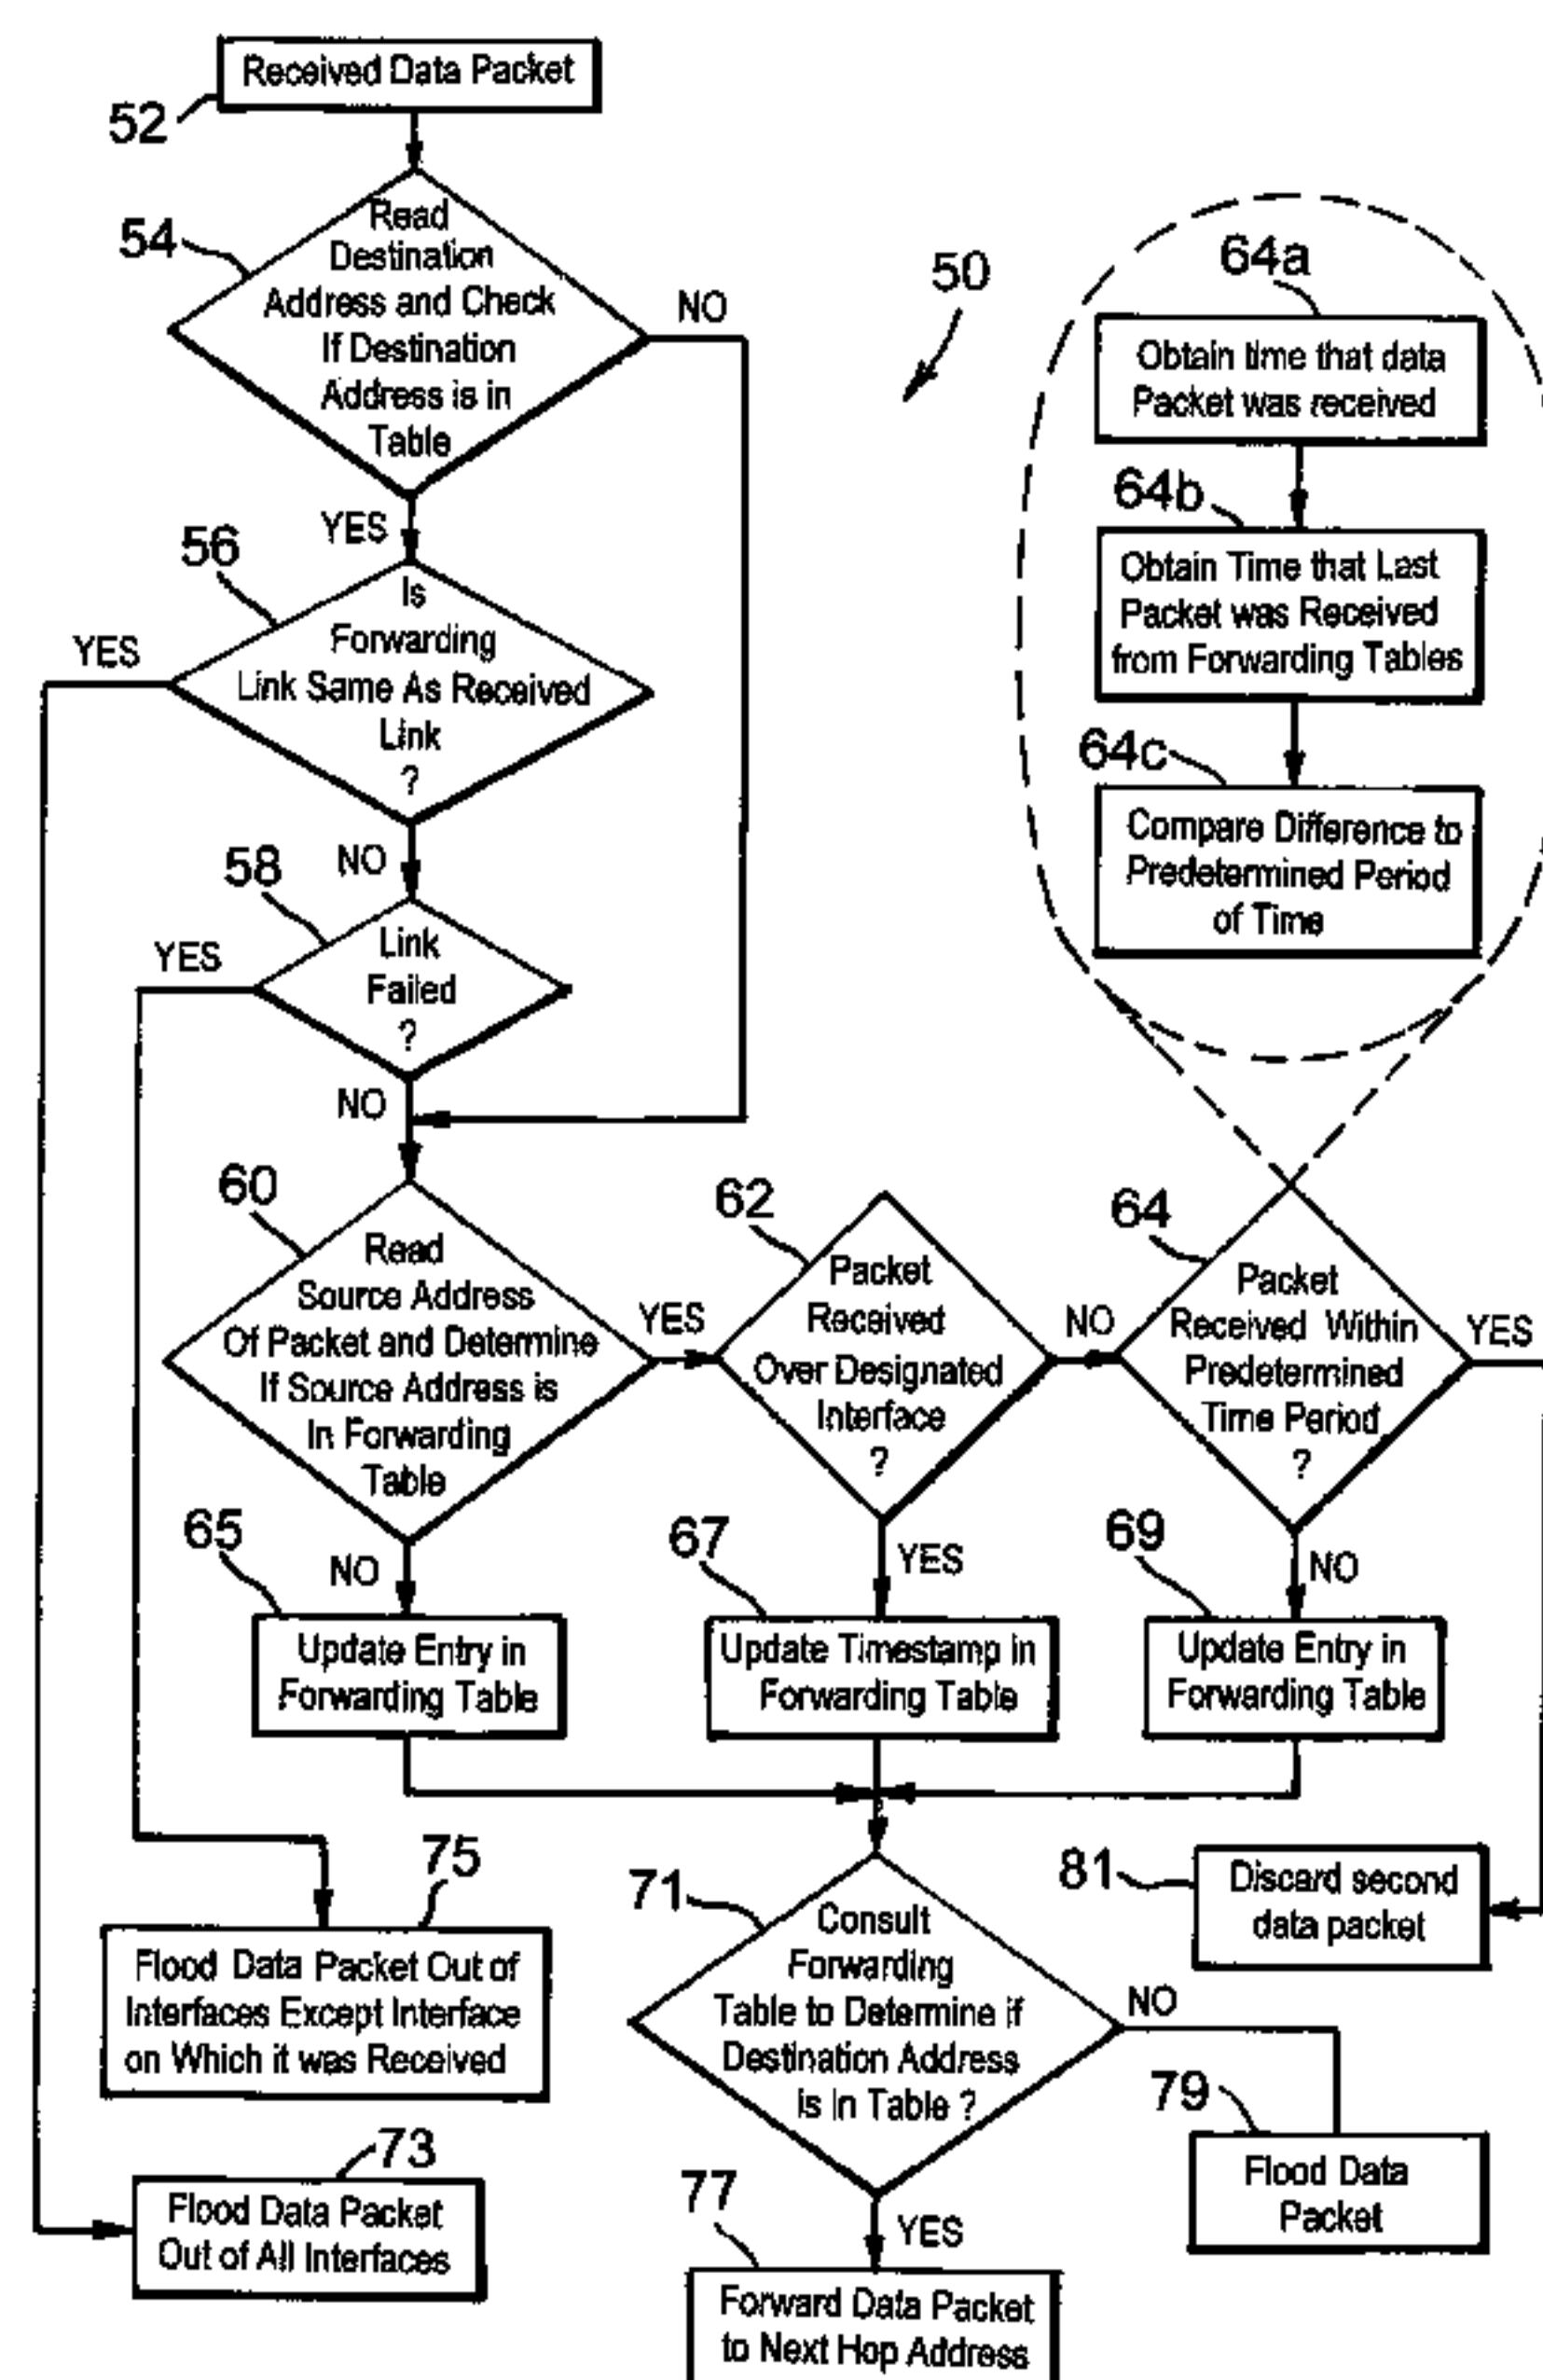 Received Data Packet
52
54
Read
Destination
Address and Check
If Destination
Address is in
Table
NO
YES
50
64a
Obtain time that data
Packet was received
64b
Obtain Time that Last
Packet was Received
from Forwarding Tables
64c
Compare Difference to
Predetermined Period
of Time
56
Is
Forwarding
Link Same As Received
Link
?
YES
NO
58
Link
Failed
?
YES
NO
60
Read
Source Address
Of Packet and Determine
If Source Address is
In Forwarding
Table
YES
NO
62
Packet
Received
Over Designated
Interface
?
NO
YES
64
Packet
Received Within
Predetermined
Time Period
?
YES
NO
65
Update Entry in
Forwarding Table
67
Update Timestamp in
Forwarding Table
69
Update Entry in
Forwarding Table
75
Flood Data Packet Out of
Interfaces Except Interface
on Which it was Received
71
Consult
Forwarding
Table to Determine if
Destination Address
is In Table ?
NO
YES
81
Discard second
data packet
79
Flood Data
Packet
73
Flood Data Packet
Out of All Interfaces
77
Forward Data Packet
to Next Hop Address